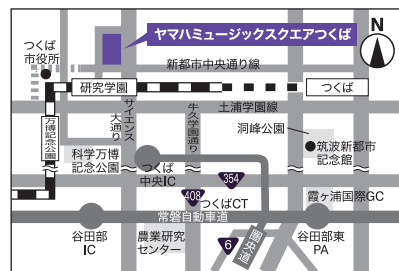 ヤマハミュージックスクエアつくば
N
つくば
市役所
新都市中央通り線
研究学園
つくば
万博記念公園
サイエンス
大通り
牛久学園通り
土浦学園線
洞峰公園
筑波新都市
記念館
科学万博
記念公園
つくば
中央IC
354
408
つくばCT
霞ヶ浦国際GC
常磐自動車道
谷田部
IC
農業研究
センター
6
圏央道
谷田部東
PA